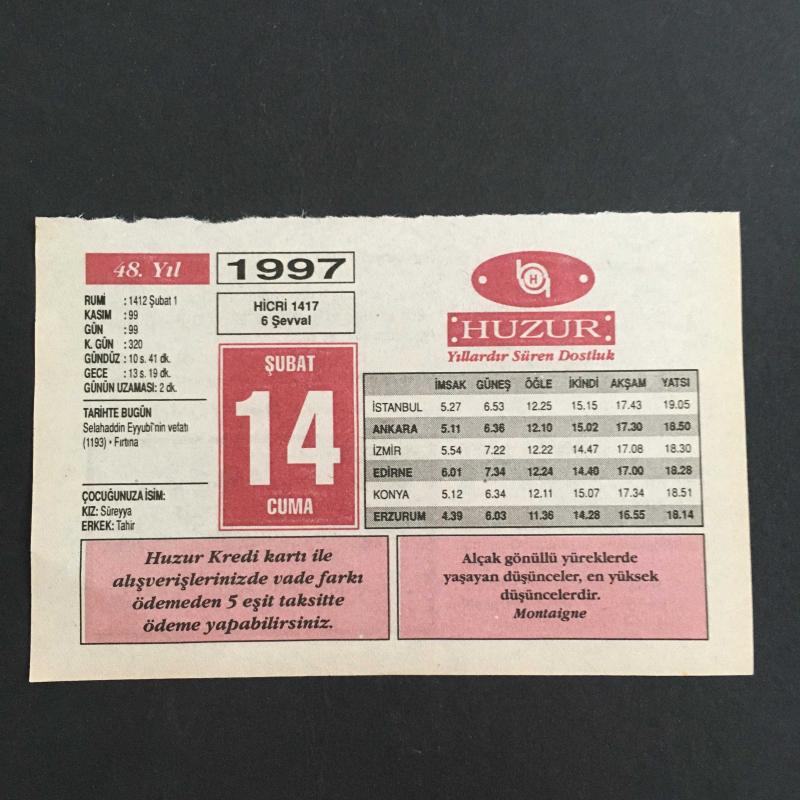 48. Yıl
1997
RUMİ : 1412 Şubat 1
KASIM : 99
GÜN : 99
K. GÜN : 320
GÜNDÜZ : 10 s. 41 dk.
GECE : 13 s. 19 dk.
GÜNÜN UZAMASI: 2 dk.
TARİHTE BUGÜN
Selahaddin Eyyubî'nin vefatı
(1193) • Fırtına
ÇOCUĞUNUZA İSİM:
KIZ: Süreyya
ERKEK: Tahir
HİCRİ 1417
6 Şevval
ŞUBAT
14
CUMA
H
HUZUR
Yıllardır Süren Dostluk
İMSAK GÜNEŞ ÖĞLE İKİNDİ AKŞAM YATSI
İSTANBUL 5.27 6.53 12.25 15.15 17.43 19.05
ANKARA 5.11 6.36 12.10 15.02 17.30 18.50
İZMİR 5.54 7.22 12.22 14.47 17.08 18.30
EDİRNE 6.01 7.34 12.24 14.40 17.00 18.28
KONYA 5.12 6.34 12.11 15.07 17.34 18.51
ERZURUM 4.39 6.03 11.36 14.28 16.55 18.14
Huzur Kredi kartı ile
alışverişlerinizde vade farkı
ödemeden 5 eşit taksitte
ödeme yapabilirsiniz.
Alçak gönüllü yüreklerde
yaşayan düşünceler, en yüksek
düşüncelerdir.
Montaigne